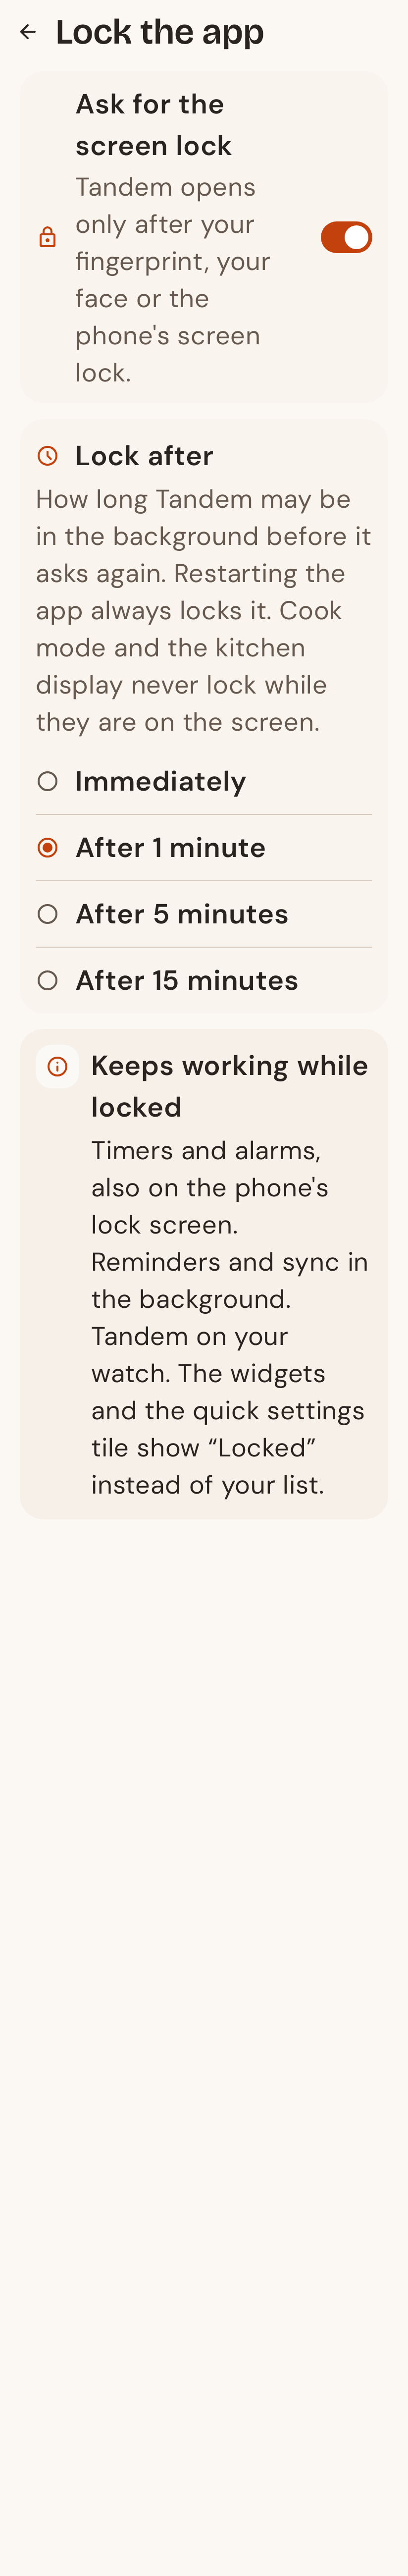 Lock the app
Ask for the
screen lock
Tandem opens
only after your
fingerprint, your
face or the
phone's screen
lock.
Lock after
How long Tandem may be
in the background before it
asks again. Restarting the
app always locks it. Cook
mode and the kitchen
display never lock while
they are on the screen.
Immediately
After 1 minute
After 5 minutes
After 15 minutes
Keeps working while
locked
Timers and alarms,
also on the phone's
lock screen.
Reminders and sync in
the background.
Tandem on your
watch. The widgets
and the quick settings
tile show “Locked”
instead of your list.